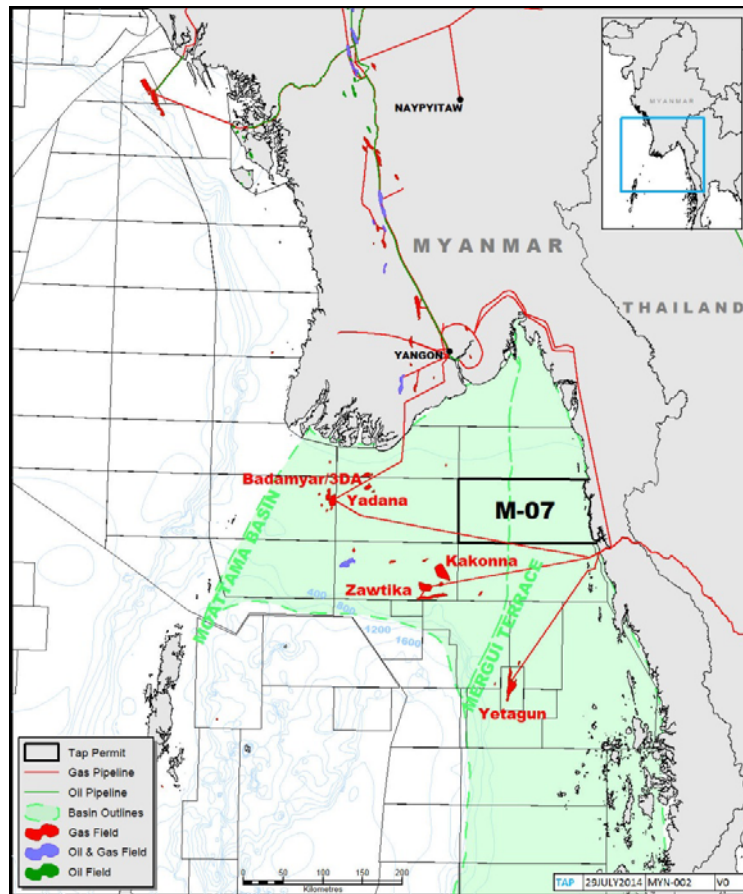 NAYPYITAW
MYANMAR
MYANMAR
THAILAND
YANGON
Badamyar/3DA
Yadana
M-07
MOATTAMA BASIN
Kakonna
Zawtika
400
800
1200
1600
MERGUI TERRACE
Yetagun
Tap Permit
Gas Pipeline
Oil Pipeline
Basin Outlines
Gas Field
Oil & Gas Field
Oil Field
0 50 100 150 200
Kilometres
TAP 29JULY2014 MYN-002 V0